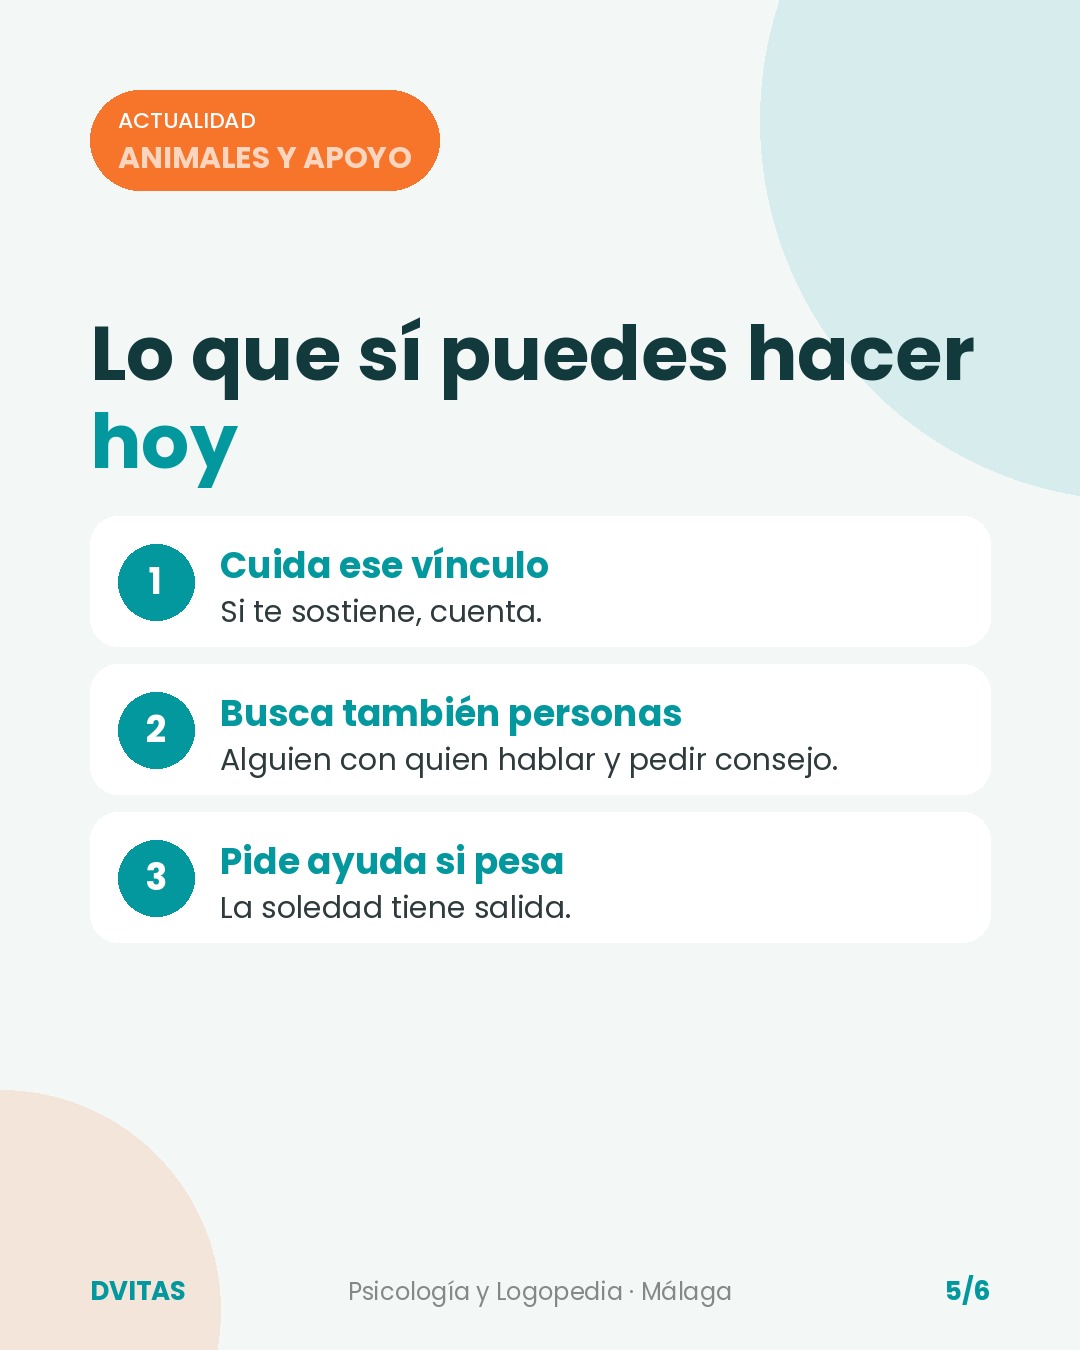 ACTUALIDAD
ANIMALES Y APOYO
Lo que sí puedes hacer
hoy
1
Cuida ese vínculo
Si te sostiene, cuenta.
2
Busca también personas
Alguien con quien hablar y pedir consejo.
3
Pide ayuda si pesa
La soledad tiene salida.
DVITAS
Psicología y Logopedia · Málaga
5/6